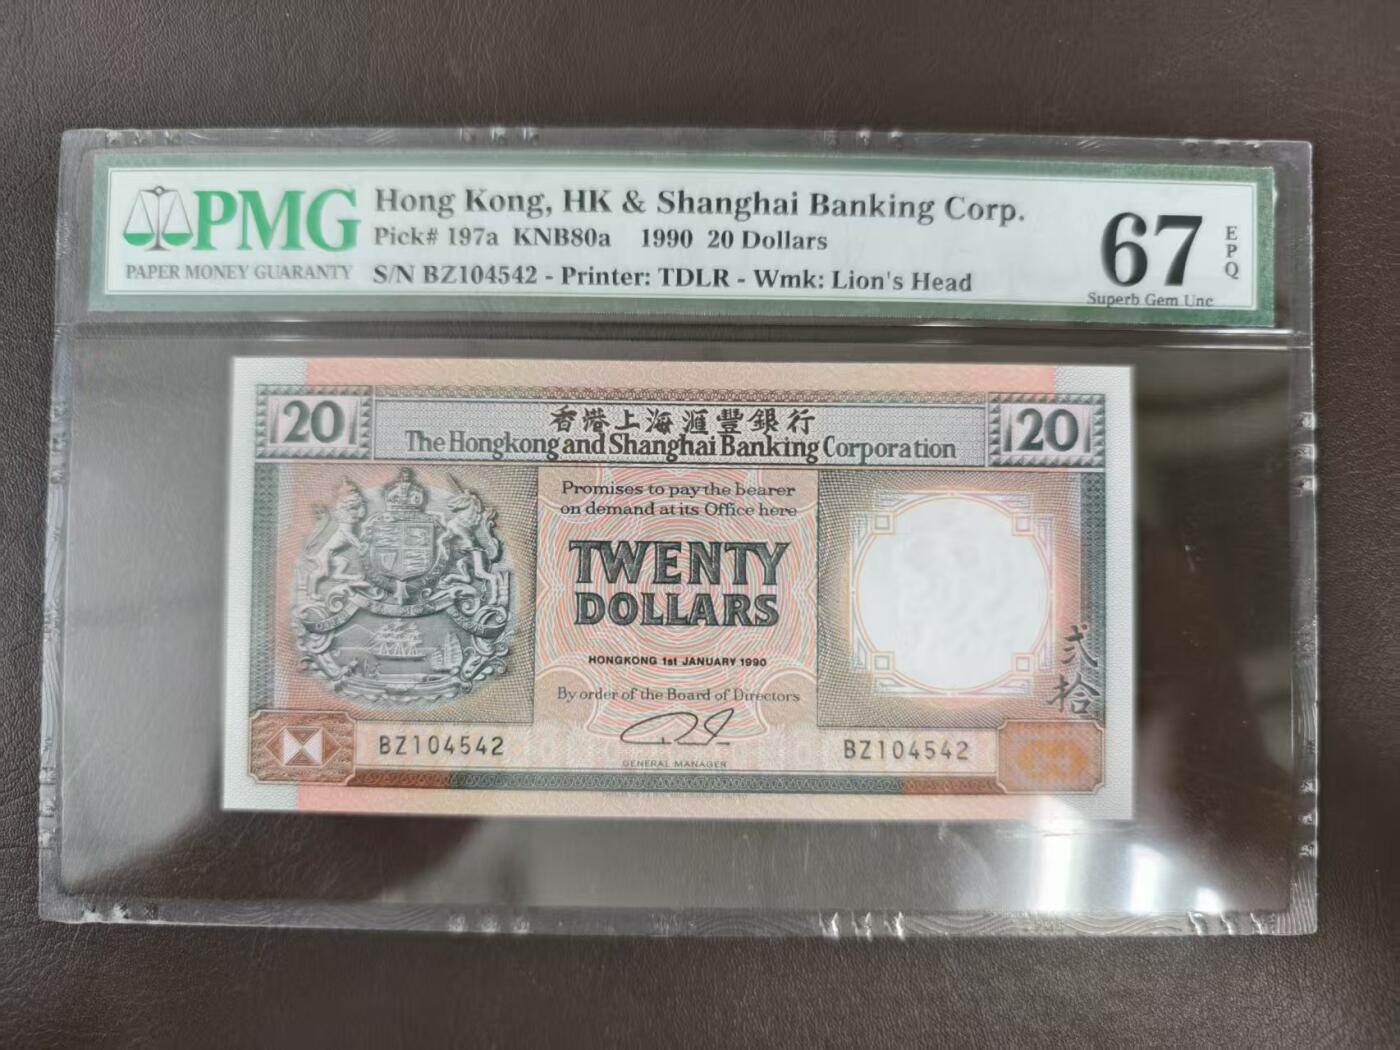 PMG
PAPER MONEY GUARANTY
Hong Kong, HK & Shanghai Banking Corp.
Pick# 197a KNB80a 1990 20 Dollars
S/N BZ104542 - Printer: TDLR - Wmk: Lion's Head
67
EPQ
Superb Gem Unc
20
香港上海滙豐銀行
20
The Hongkong and Shanghai Banking Corporation
Promises to pay the bearer
on demand at its Office here
TWENTY
DOLLARS
HONGKONG 1st JANUARY 1990
By order of the Board of Directors
GENERAL MANAGER
弍拾
BZ104542
BZ104542